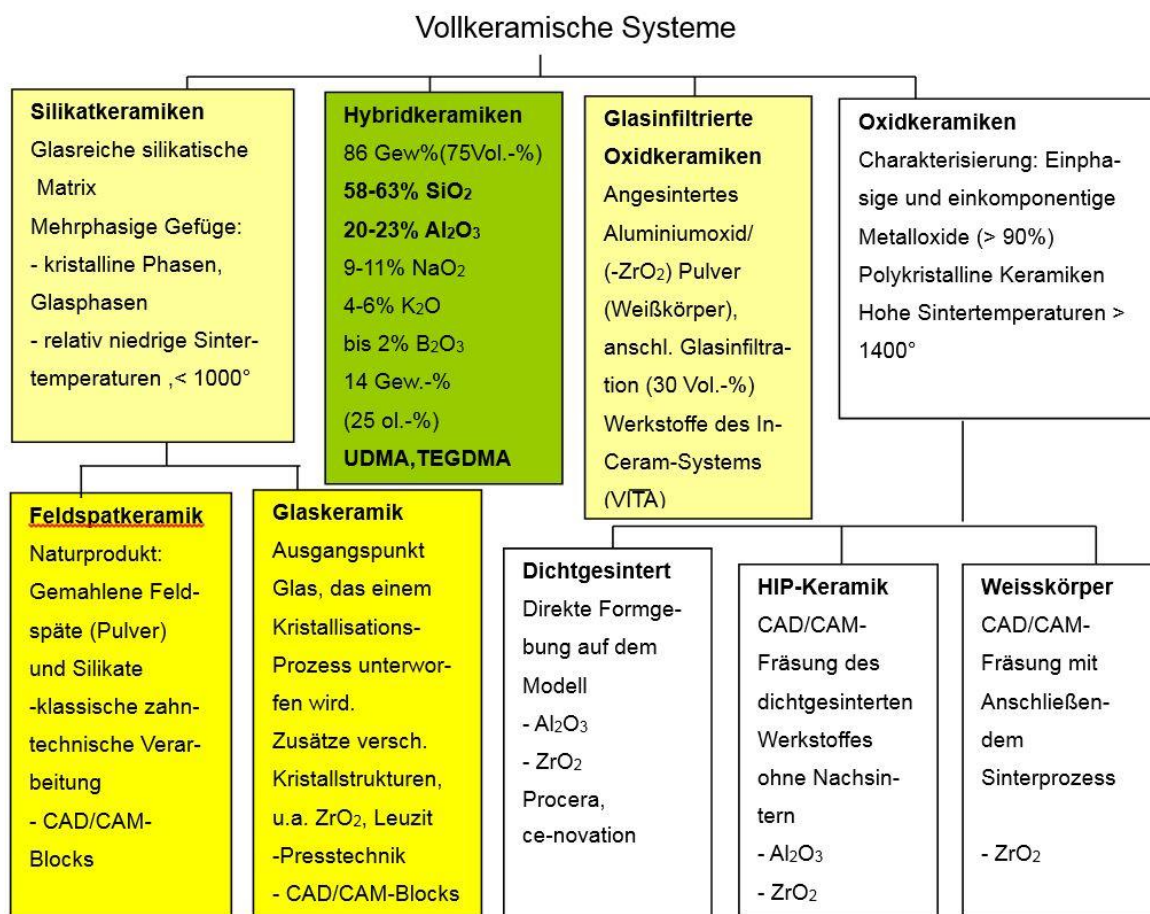 Vollkeramische Systeme
Silikatkeramiken
Glasreiche silikatische
Matrix
Mehrphasige Gefüge:
- kristalline Phasen,
Glasphasen
- relativ niedrige Sinter-
temperaturen ,< 1000°
Hybridkeramiken
86 Gew%(75Vol.-%)
58-63% SiO₂
20-23% Al₂O₃
9-11% NaO₂
4-6% K₂O
bis 2% B₂O₃
14 Gew.-%
(25 ol.-%)
UDMA,TEGDMA
Glasinfiltrierte
Oxidkeramiken
Angesintertes
Aluminiumoxid/
(-ZrO₂) Pulver
(Weißkörper),
anschl. Glasinfiltra-
tion (30 Vol.-%)
Werkstoffe des In-
Ceram-Systems
(VITA)
Oxidkeramiken
Charakterisierung: Einpha-
sige und einkomponentige
Metalloxide (> 90%)
Polykristalline Keramiken
Hohe Sintertemperaturen >
1400°
Feldspatkeramik
Naturprodukt:
Gemahlene Feld-
späte (Pulver)
und Silikate
-klassische zahn-
technische Verar-
beitung
- CAD/CAM-
Blocks
Glaskeramik
Ausgangspunkt
Glas, das einem
Kristallisations-
Prozess unterwor-
fen wird.
Zusätze versch.
Kristallstrukturen,
u.a. ZrO₂, Leuzit
-Presstechnik
- CAD/CAM-Blocks
Dichtgesintert
Direkte Formge-
bung auf dem
Modell
- Al₂O₃
- ZrO₂
Procera,
ce-novation
HIP-Keramik
CAD/CAM-
Fräsung des
dichtgesinterten
Werkstoffes
ohne Nachsin-
tern
- Al₂O₃
- ZrO₂
Weisskörper
CAD/CAM-
Fräsung mit
Anschließen-
dem
Sinterprozess
- ZrO₂